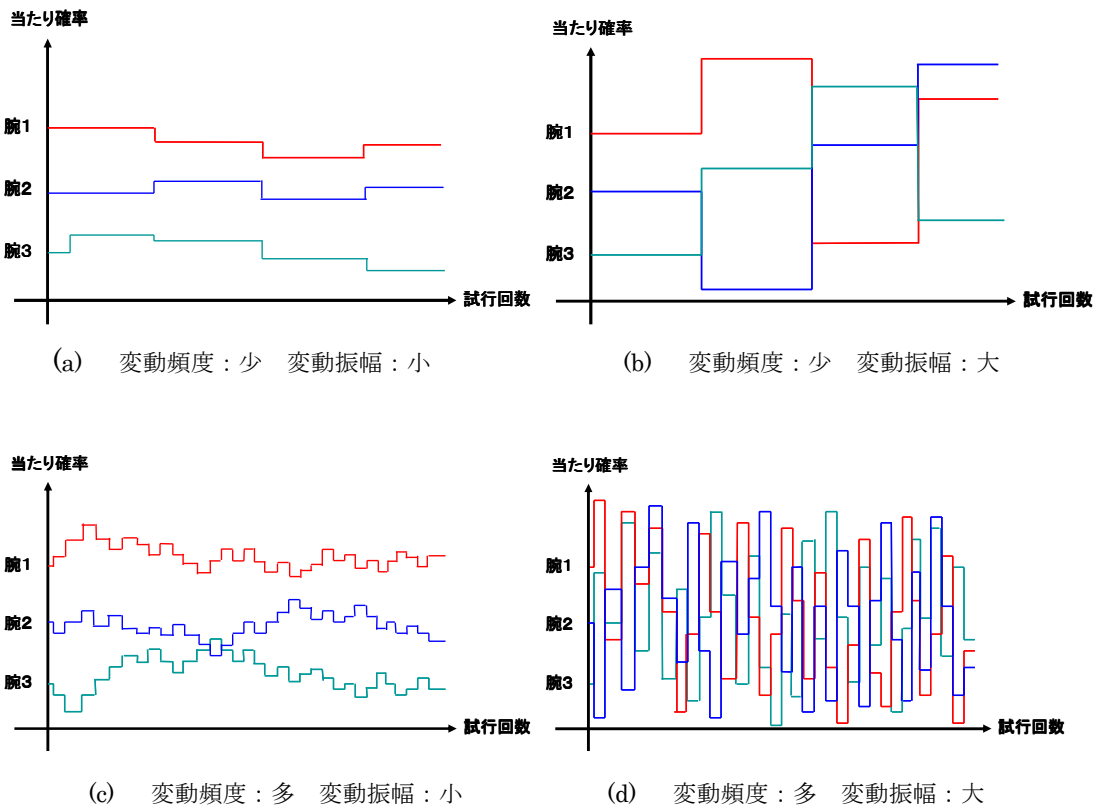 当たり確率
腕1
腕2
腕3
試行回数
(a) 変動頻度：少 変動振幅：小
当たり確率
腕1
腕2
腕3
試行回数
(b) 変動頻度：少 変動振幅：大
当たり確率
腕1
腕2
腕3
試行回数
(c) 変動頻度：多 変動振幅：小
当たり確率
腕1
腕2
腕3
試行回数
(d) 変動頻度：多 変動振幅：大